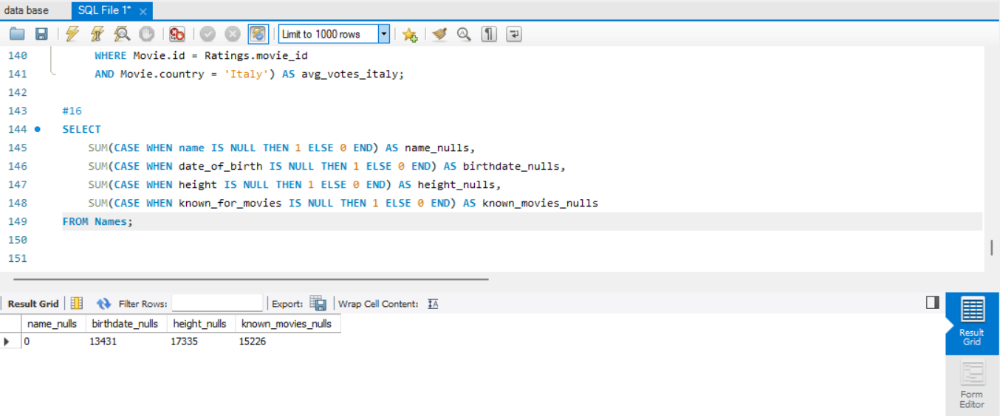 data base SQL File 1* ×
Limit to 1000 rows
140 WHERE Movie.id = Ratings.movie_id
141 AND Movie.country = 'Italy') AS avg_votes_italy;
142
143 #16
144 SELECT
145 SUM(CASE WHEN name IS NULL THEN 1 ELSE 0 END) AS name_nulls,
146 SUM(CASE WHEN date_of_birth IS NULL THEN 1 ELSE 0 END) AS birthdate_nulls,
147 SUM(CASE WHEN height IS NULL THEN 1 ELSE 0 END) AS height_nulls,
148 SUM(CASE WHEN known_for_movies IS NULL THEN 1 ELSE 0 END) AS known_movies_nulls
149 FROM Names;
150
151
Result Grid Filter Rows: Export: Wrap Cell Content: IA
name_nulls birthdate_nulls height_nulls known_movies_nulls
0 13431 17335 15226
Result
Grid
Form
Editor